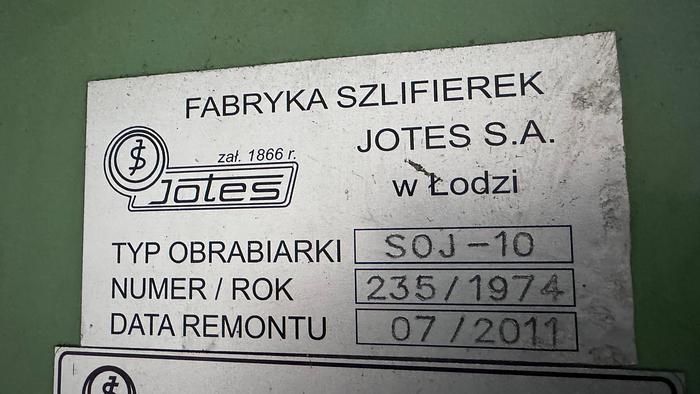 FABRYKA SZLIFIEREK
JOTES S.A.
zał. 1866 r.
Jotes
w Łodzi
TYP OBRABIARKI SOJ-10
NUMER / ROK 235/1974
DATA REMONTU 07/2011